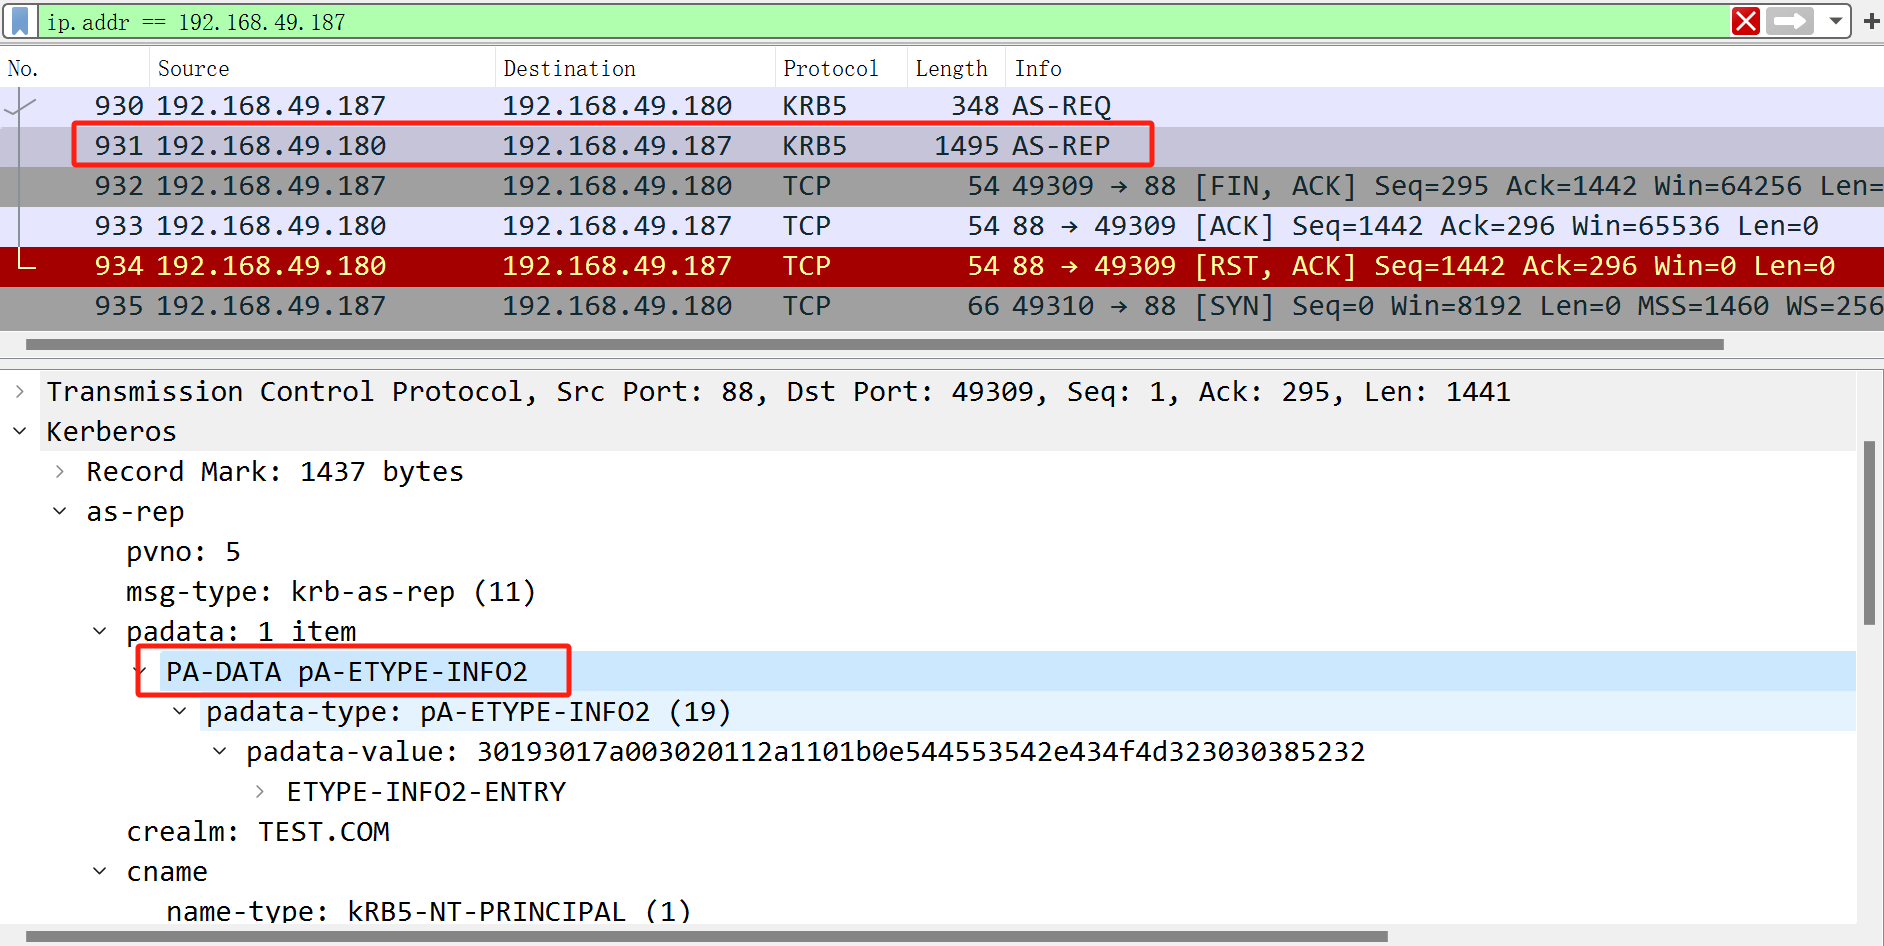 ip.addr == 192.168.49.187
No. Source Destination Protocol Length Info
930 192.168.49.187 192.168.49.180 KRB5 348 AS-REQ
931 192.168.49.180 192.168.49.187 KRB5 1495 AS-REP
932 192.168.49.187 192.168.49.180 TCP 54 49309 → 88 [FIN, ACK] Seq=295 Ack=1442 Win=64256 Len=
933 192.168.49.180 192.168.49.187 TCP 54 88 → 49309 [ACK] Seq=1442 Ack=296 Win=65536 Len=0
934 192.168.49.180 192.168.49.187 TCP 54 88 → 49309 [RST, ACK] Seq=1442 Ack=296 Win=0 Len=0
935 192.168.49.187 192.168.49.180 TCP 66 49310 → 88 [SYN] Seq=0 Win=8192 Len=0 MSS=1460 WS=256
Transmission Control Protocol, Src Port: 88, Dst Port: 49309, Seq: 1, Ack: 295, Len: 1441
Kerberos
Record Mark: 1437 bytes
as-rep
pvno: 5
msg-type: krb-as-rep (11)
padata: 1 item
PA-DATA pA-ETYPE-INFO2
padata-type: pA-ETYPE-INFO2 (19)
padata-value: 30193017a003020112a1101b0e544553542e434f4d323030385232
ETYPE-INFO2-ENTRY
crealm: TEST.COM
cname
name-type: kRB5-NT-PRINCIPAL (1)